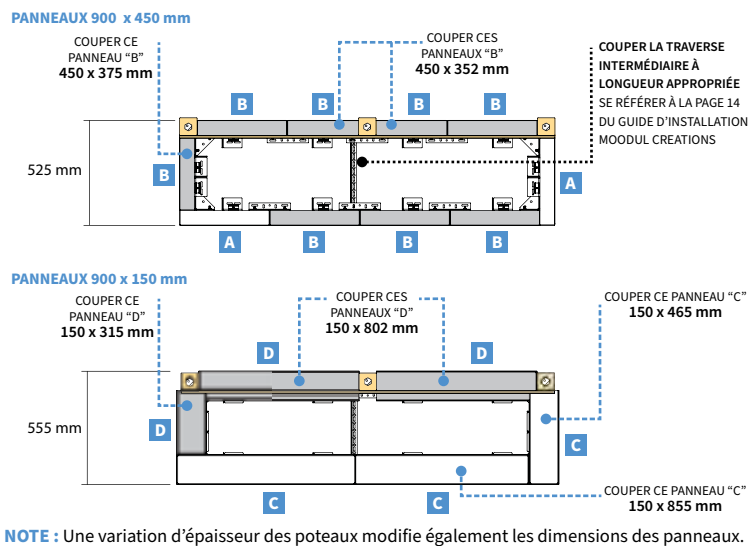 PANNEAUX 900 x 450 mm
COUPER CE
PANNEAU “B”
450 x 375 mm
COUPER CES
PANNEAUX “B”
450 x 352 mm
COUPER LA TRAVERSE
INTERMÉDIAIRE À
LONGUEUR APPROPRIÉE
SE RÉFÉRER À LA PAGE 14
DU GUIDE D’INSTALLATION
MOODUL CREATIONS
B
B
B
B
525 mm
B
A
A
B
B
B
PANNEAUX 900 x 150 mm
COUPER CE
PANNEAU “D”
150 x 315 mm
COUPER CES
PANNEAUX “D”
150 x 802 mm
COUPER CE PANNEAU “C”
150 x 465 mm
D
D
555 mm
D
C
C
C
COUPER CE PANNEAU “C”
150 x 855 mm
NOTE : Une variation d’épaisseur des poteaux modifie également les dimensions des panneaux.